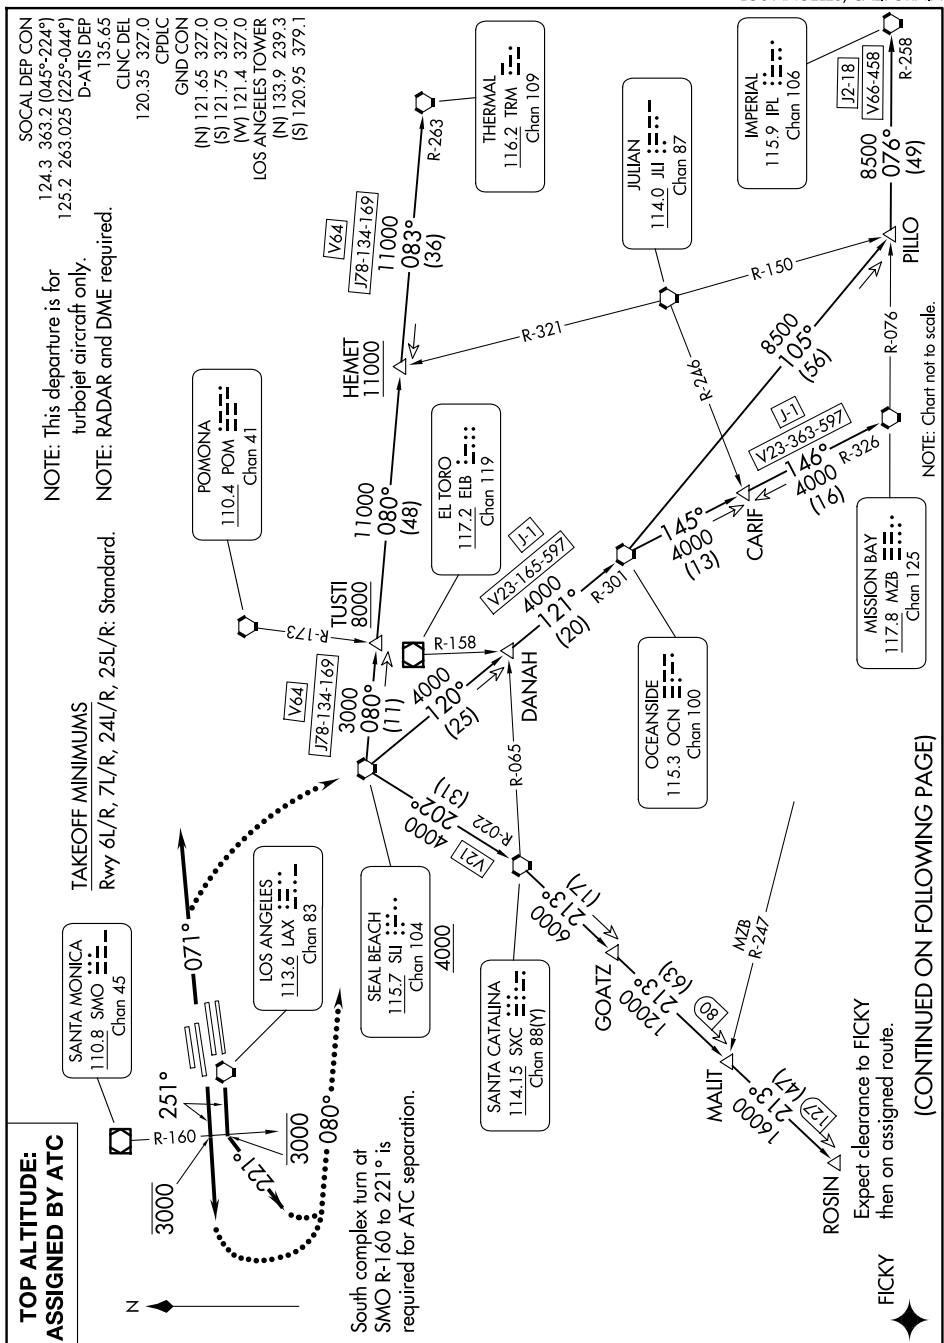 TOP ALTITUDE:
ASSIGNED BY ATC
TAKEOFF MINIMUMS
Rwy 6L/R, 7L/R, 24L/R, 25L/R: Standard.
NOTE: This departure is for
turbojet aircraft only.
NOTE: RADAR and DME required.
SOCAL DEP CON
124.3 363.2 (045°-224°)
125.2 263.025 (225°-044°)
D-ATIS DEP
135.65
CLNC DEL
120.35 327.0
CPDLC
GND CON
(N) 121.65 327.0
(S) 121.75 327.0
(W) 121.4 327.0
LOS ANGELES TOWER
(N) 133.9 239.3
(S) 120.95 379.1
SANTA MONICA
110.8 SMO
Chan 45
R-160
251°
071°
3000
3000
221°
080°
LOS ANGELES
113.6 LAX
Chan 83
N
South complex turn at
SMO R-160 to 221° is
required for ATC separation.
SEAL BEACH
115.7 SLI
Chan 104
4000
POMONA
110.4 POM
Chan 41
R-173
V64
J78-134-169
3000
080°
(11)
TUSTI
8000
11000
080°
(48)
HEMET
11000
V64
J78-134-169
11000
083°
(36)
R-263
THERMAL
116.2 TRM
Chan 109
EL TORO
117.2 ELB
Chan 119
R-158
4000
120°
(25)
DANAH
R-065
V23-165-597
J-1
4000
121°
(20)
R-301
OCEANSIDE
115.3 OCN
Chan 100
145°
4000
(13)
CARIF
R-246
J-1
V23-363-597
146°
4000
(16)
R-326
MISSION BAY
117.8 MZB
Chan 125
R-076
JULIAN
114.0 JLI
Chan 87
R-321
R-150
8500
105°
(56)
PILLO
8500
076°
(49)
J2-18
V66-458
R-258
IMPERIAL
115.9 IPL
Chan 106
4000
202°
(31)
R-022
V21
SANTA CATALINA
114.15 SXC
Chan 88(Y)
6000
213°
(17)
GOATZ
12000
213°
(63)
80
MALIT
MZB
R-247
16000
213°
(47)
127
ROSIN
Expect clearance to FICKY
then on assigned route.
FICKY
NOTE: Chart not to scale.
(CONTINUED ON FOLLOWING PAGE)